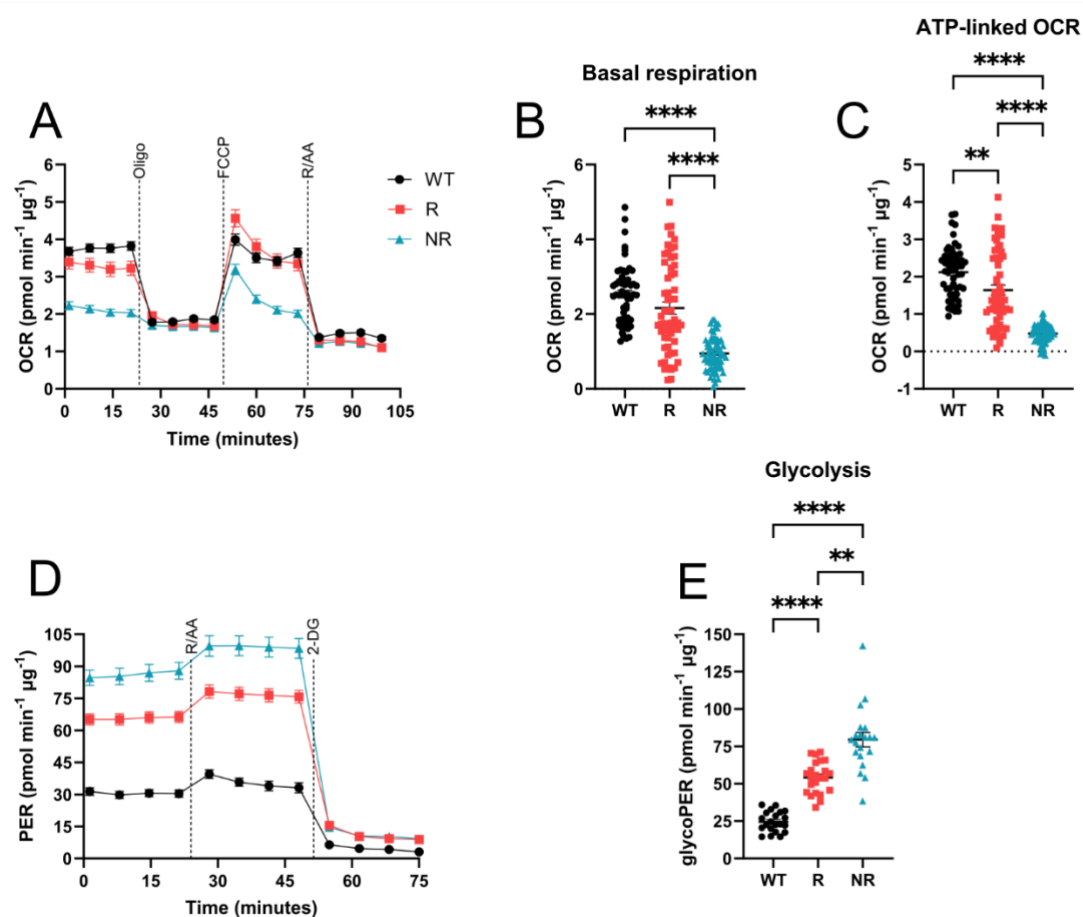 A
Oligo
FCCP
R/AA
WT
R
NR
6
5
4
3
2
1
0
OCR (pmol min⁻¹ µg⁻¹)
0 15 30 45 60 75 90 105
Time (minutes)
Basal respiration
B
****
****
6
4
2
0
OCR (pmol min⁻¹ µg⁻¹)
WT R NR
ATP-linked OCR
C
****
****
**
5
4
3
2
1
0
-1
OCR (pmol min⁻¹ µg⁻¹)
WT R NR
D
R/AA
2-DG
105
90
75
60
45
30
15
0
PER (pmol min⁻¹ µg⁻¹)
0 15 30 45 60 75
Time (minutes)
Glycolysis
E
****
**
****
150
125
100
75
50
25
0
glycoPER (pmol min⁻¹ µg⁻¹)
WT R NR